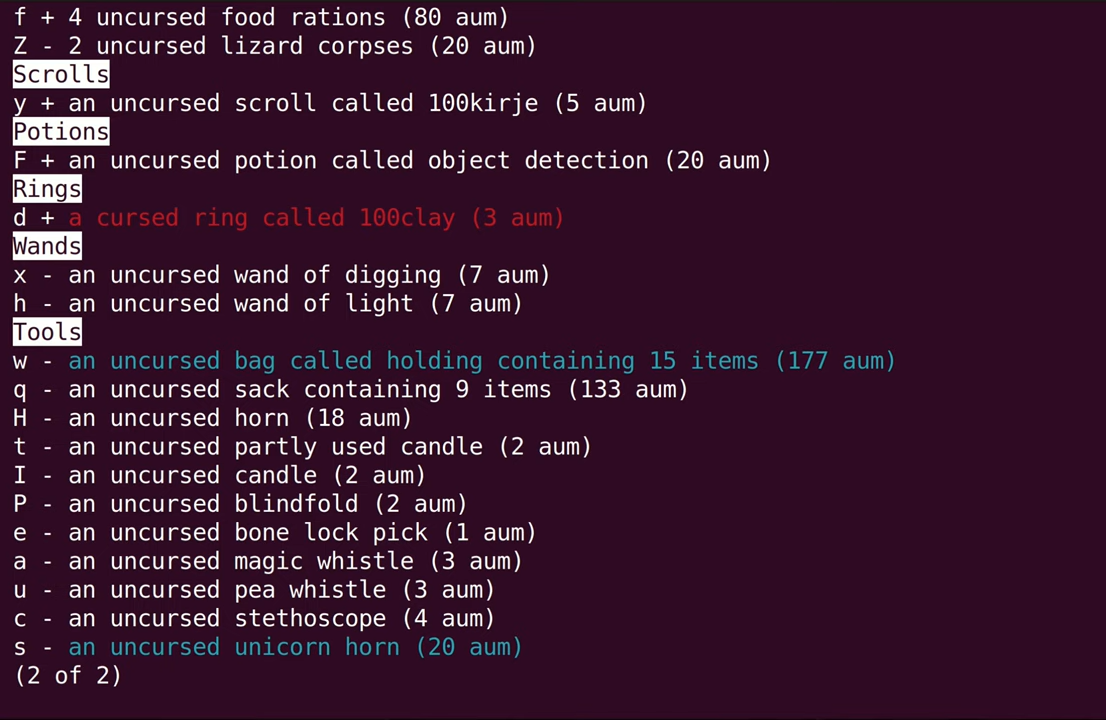 f + 4 uncursed food rations (80 aum)
Z - 2 uncursed lizard corpses (20 aum)
Scrolls
y + an uncursed scroll called 100kirje (5 aum)
Potions
F + an uncursed potion called object detection (20 aum)
Rings
d + a cursed ring called 100clay (3 aum)
Wands
x - an uncursed wand of digging (7 aum)
h - an uncursed wand of light (7 aum)
Tools
w - an uncursed bag called holding containing 15 items (177 aum)
q - an uncursed sack containing 9 items (133 aum)
H - an uncursed horn (18 aum)
t - an uncursed partly used candle (2 aum)
I - an uncursed candle (2 aum)
P - an uncursed blindfold (2 aum)
e - an uncursed bone lock pick (1 aum)
a - an uncursed magic whistle (3 aum)
u - an uncursed pea whistle (3 aum)
c - an uncursed stethoscope (4 aum)
s - an uncursed unicorn horn (20 aum)
(2 of 2)